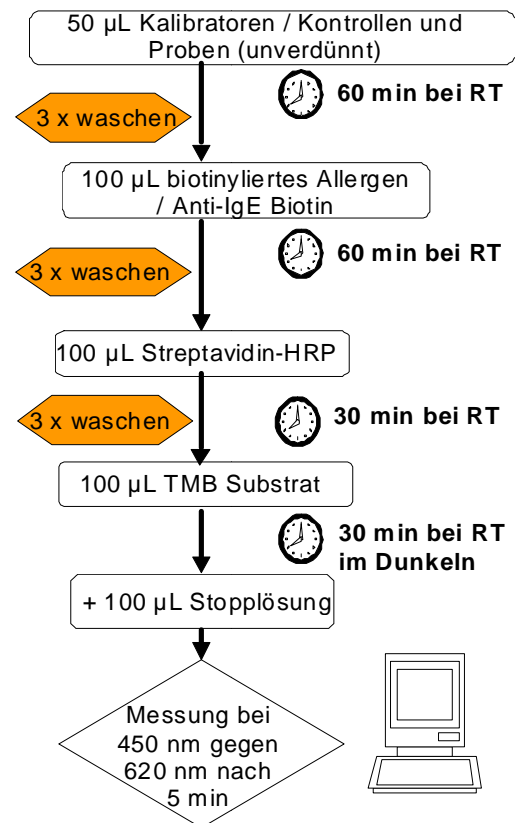 50 µL Kalibratoren / Kontrollen und
Proben (unverdünnt)
60 min bei RT
3 x waschen
100 µL biotinyliertes Allergen
/ Anti-IgE Biotin
60 min bei RT
3 x waschen
100 µL Streptavidin-HRP
30 min bei RT
3 x waschen
100 µL TMB Substrat
30 min bei RT
im Dunkeln
+ 100 µL Stopplösung
Messung bei
450 nm gegen
620 nm nach
5 min